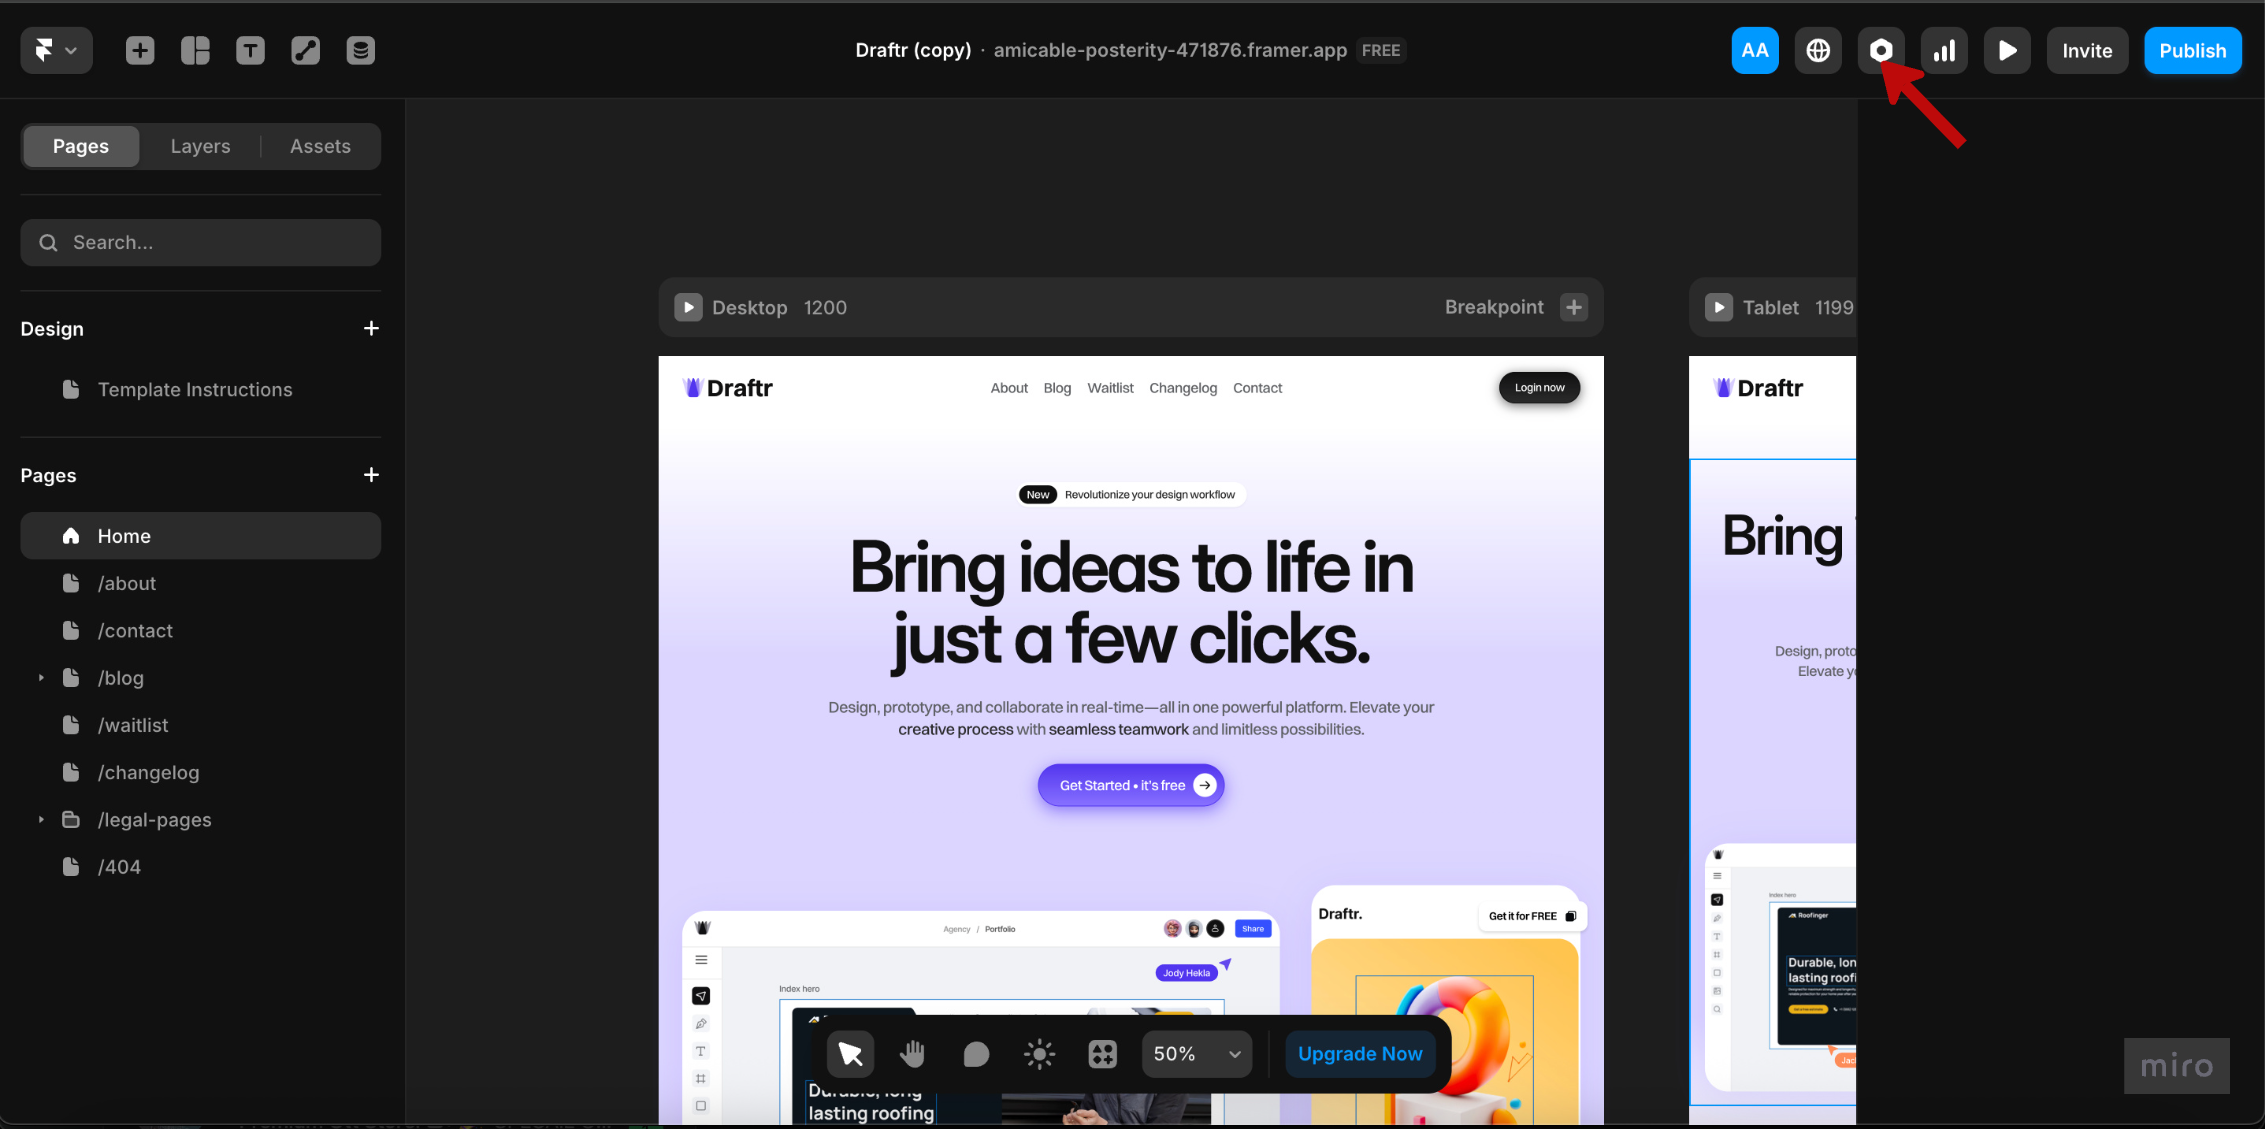 Draftr (copy) · amicable-posterity-471876.framer.app FREE
AA
Invite
Publish
Pages
Layers
Assets
Search...
Design
Template Instructions
Pages
Home
/about
/contact
/blog
/waitlist
/changelog
/legal-pages
/404
Desktop 1200
Breakpoint
Tablet 1199
Draftr
About Blog Waitlist Changelog Contact
Login now
New Revolutionize your design workflow
Bring ideas to life in
just a few clicks.
Design, prototype, and collaborate in real-time—all in one powerful platform. Elevate your
creative process with seamless teamwork and limitless possibilities.
Get Started • it's free
Agency / Portfolio
Share
Jody Hekla
Index hero
Durable, long
lasting roofing
Draftr.
Get it for FREE
50%
Upgrade Now
Draftr
Bring
Design, proto
Elevate yo
Index hero
Roofinger
Durable, lon
lasting roofi
Jack
miro